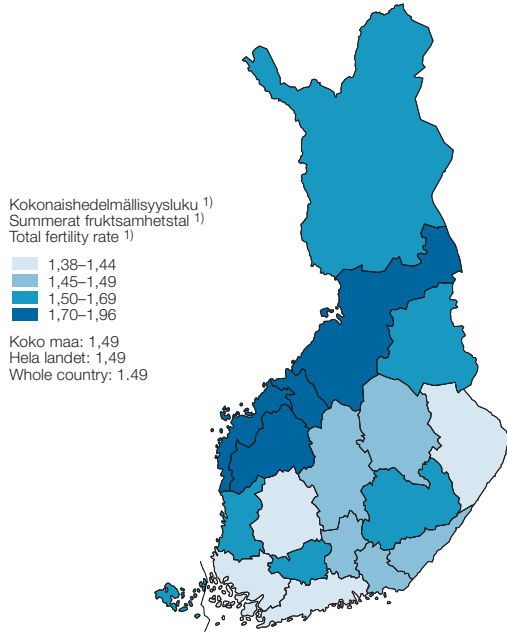 Kokonaishedelmällisyysluku 1)
Summerat fruktsamhetstal 1)
Total fertility rate 1)
1,38–1,44
1,45–1,49
1,50–1,69
1,70–1,96
Koko maa: 1,49
Hela landet: 1,49
Whole country: 1.49